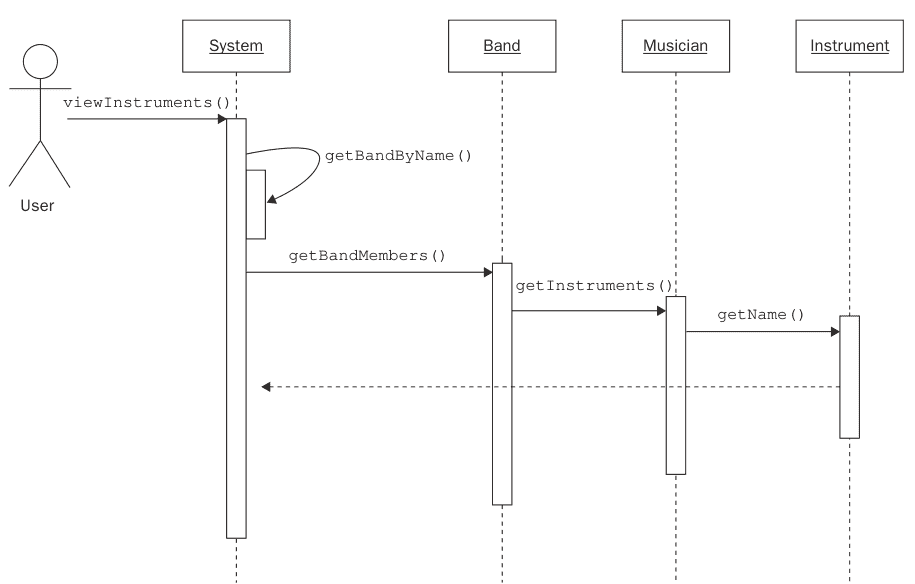 System
Band
Musician
Instrument
viewInstruments()
getBandByName()
User
getBandMembers()
getInstruments()
getName()